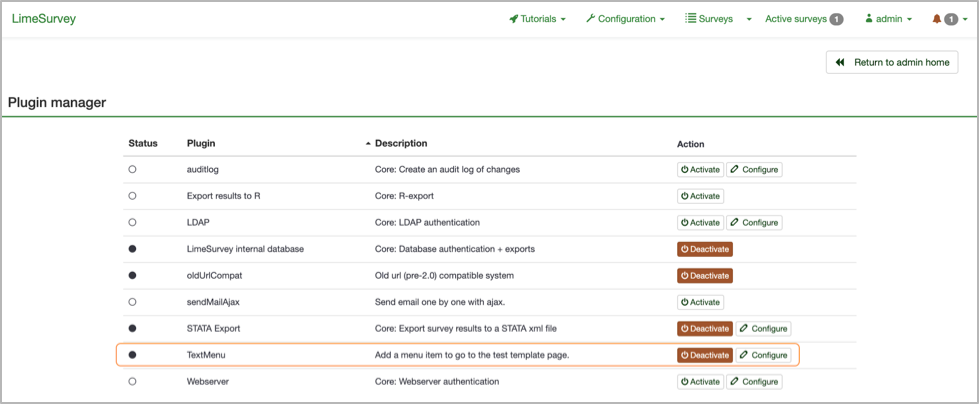 LimeSurvey Tutorials Configuration Surveys Active surveys 1 admin 1
Return to admin home
Plugin manager
Status Plugin Description Action
auditlog Core: Create an audit log of changes Activate Configure
Export results to R Core: R-export Activate
LDAP Core: LDAP authentication Activate Configure
LimeSurvey internal database Core: Database authentication + exports Deactivate
oldUrlCompat Old url (pre-2.0) compatible system Deactivate
sendMailAjax Send email one by one with ajax. Activate
STATA Export Core: Export survey results to a STATA xml file Deactivate Configure
TextMenu Add a menu item to go to the test template page. Deactivate Configure
Webserver Core: Webserver authentication Activate Configure